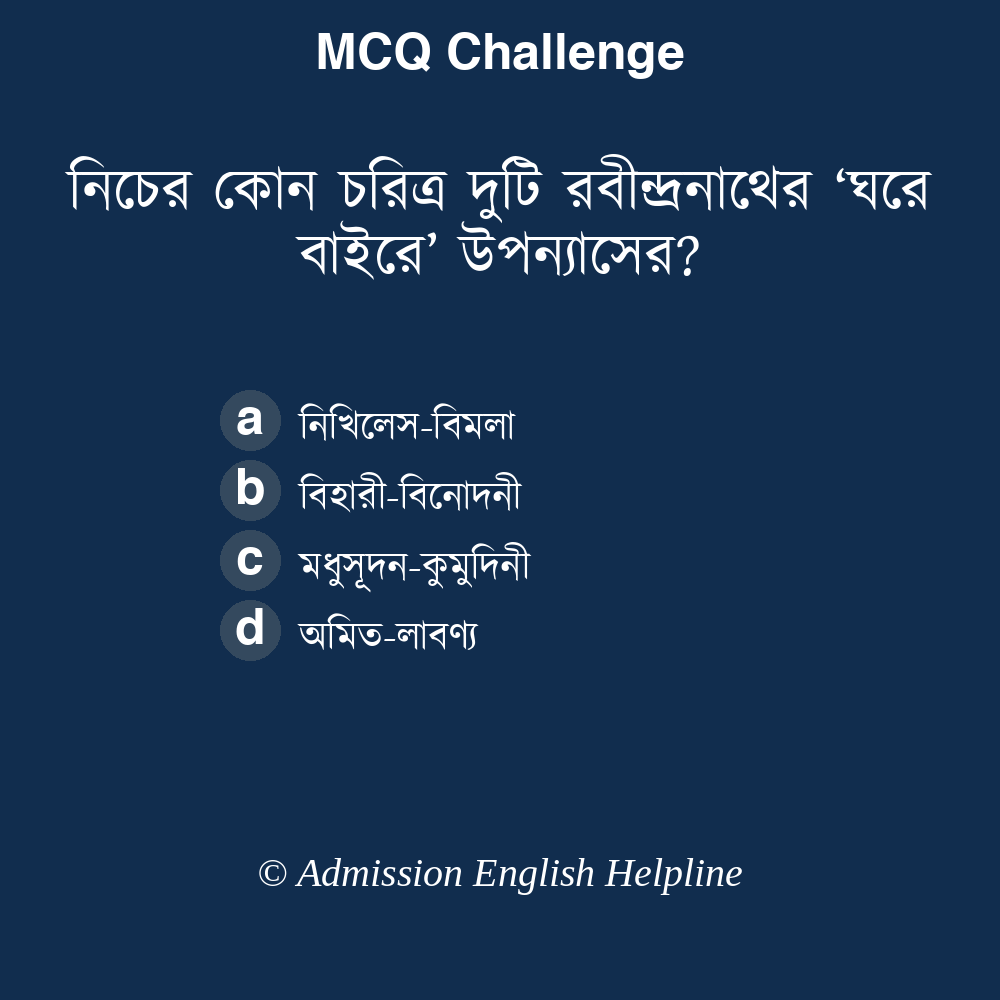 MCQ Challenge
নিচের কোন চরিত্র দুটি রবীন্দ্রনাথের ‘ঘরে
বাইরে’ উপন্যাসের?
a নিখিলেস-বিমলা
b বিহারী-বিনোদনী
c মধুসূদন-কুমুদিনী
d অমিত-লাবণ্য
© Admission English Helpline